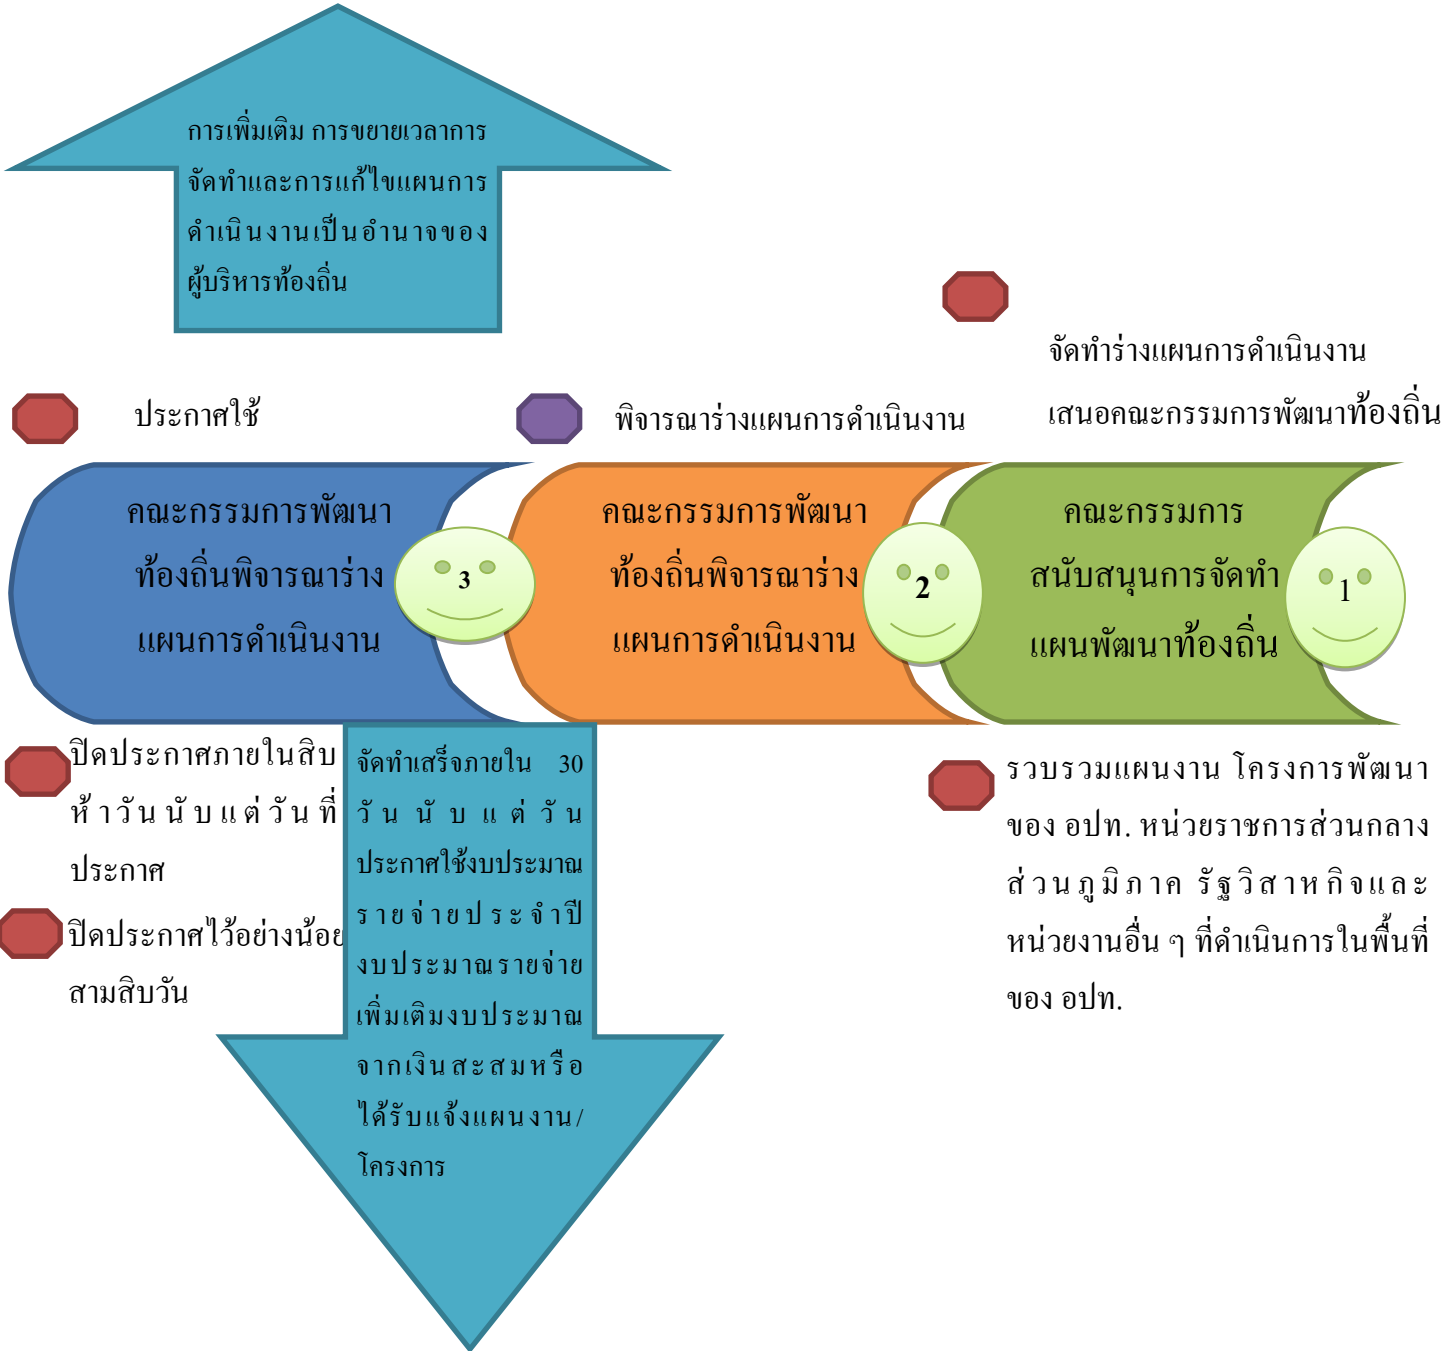 การเพิ่มเติม การขยายเวลาการ
จัดทำและการแก้ไขแผนการ
ดำเนินงานเป็นอำนาจของ
ผู้บริหารท้องถิ่น
จัดทำร่างแผนการดำเนินงาน
เสนอคณะกรรมการพัฒนาท้องถิ่น
ประกาศใช้
พิจารณาร่างแผนการดำเนินงาน
คณะกรรมการพัฒนา
ท้องถิ่นพิจารณาร่าง
แผนการดำเนินงาน
3
คณะกรรมการพัฒนา
ท้องถิ่นพิจารณาร่าง
แผนการดำเนินงาน
2
คณะกรรมการ
สนับสนุนการจัดทำ
แผนพัฒนาท้องถิ่น
1
ปิดประกาศภายในสิบ
ห้าวันนับแต่วันที่
ประกาศ
ปิดประกาศไว้อย่างน้อย
สามสิบวัน
จัดทำเสร็จภายใน 30
วันนับแต่วัน
ประกาศใช้งบประมาณ
รายจ่ายประจำปี
งบประมาณรายจ่าย
เพิ่มเติมงบประมาณ
จากเงินสะสมหรือ
ได้รับแจ้งแผนงาน/
โครงการ
รวบรวมแผนงาน โครงการพัฒนา
ของ อปท. หน่วยราชการส่วนกลาง
ส่วนภูมิภาค รัฐวิสาหกิจและ
หน่วยงานอื่น ๆ ที่ดำเนินการในพื้นที่
ของ อปท.